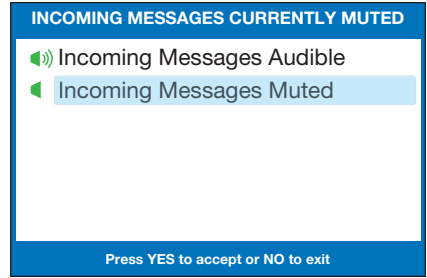 INCOMING MESSAGES CURRENTLY MUTED
Incoming Messages Audible
Incoming Messages Muted
Press YES to accept or NO to exit